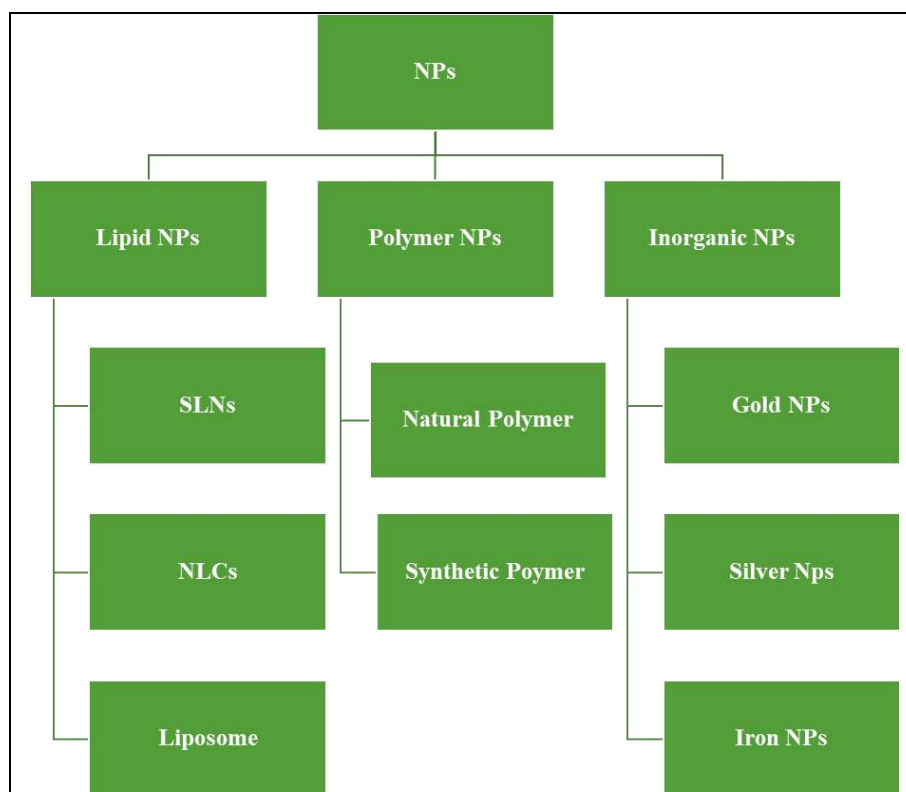 NPs
Lipid NPs
Polymer NPs
Inorganic NPs
SLNs
Natural Polymer
Gold NPs
NLCs
Synthetic Poymer
Silver Nps
Liposome
Iron NPs